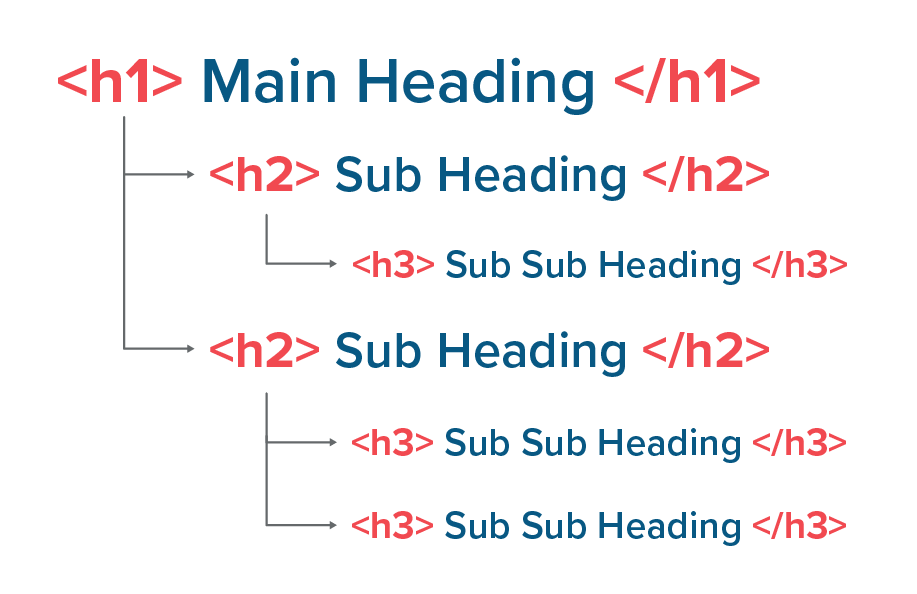 <h1> Main Heading </h1>
<h2> Sub Heading </h2>
<h3> Sub Sub Heading </h3>
<h2> Sub Heading </h2>
<h3> Sub Sub Heading </h3>
<h3> Sub Sub Heading </h3>